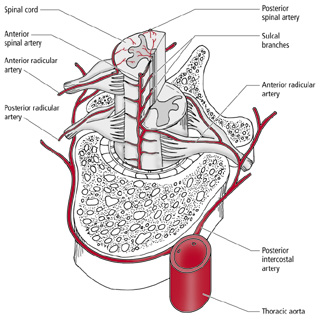 Spinal cord
Anterior
spinal artery
Anterior radicular
artery
Posterior radicular
artery
Posterior
spinal artery
Sulcal
branches
Anterior radicular
artery
Posterior
intercostal
artery
Thoracic aorta